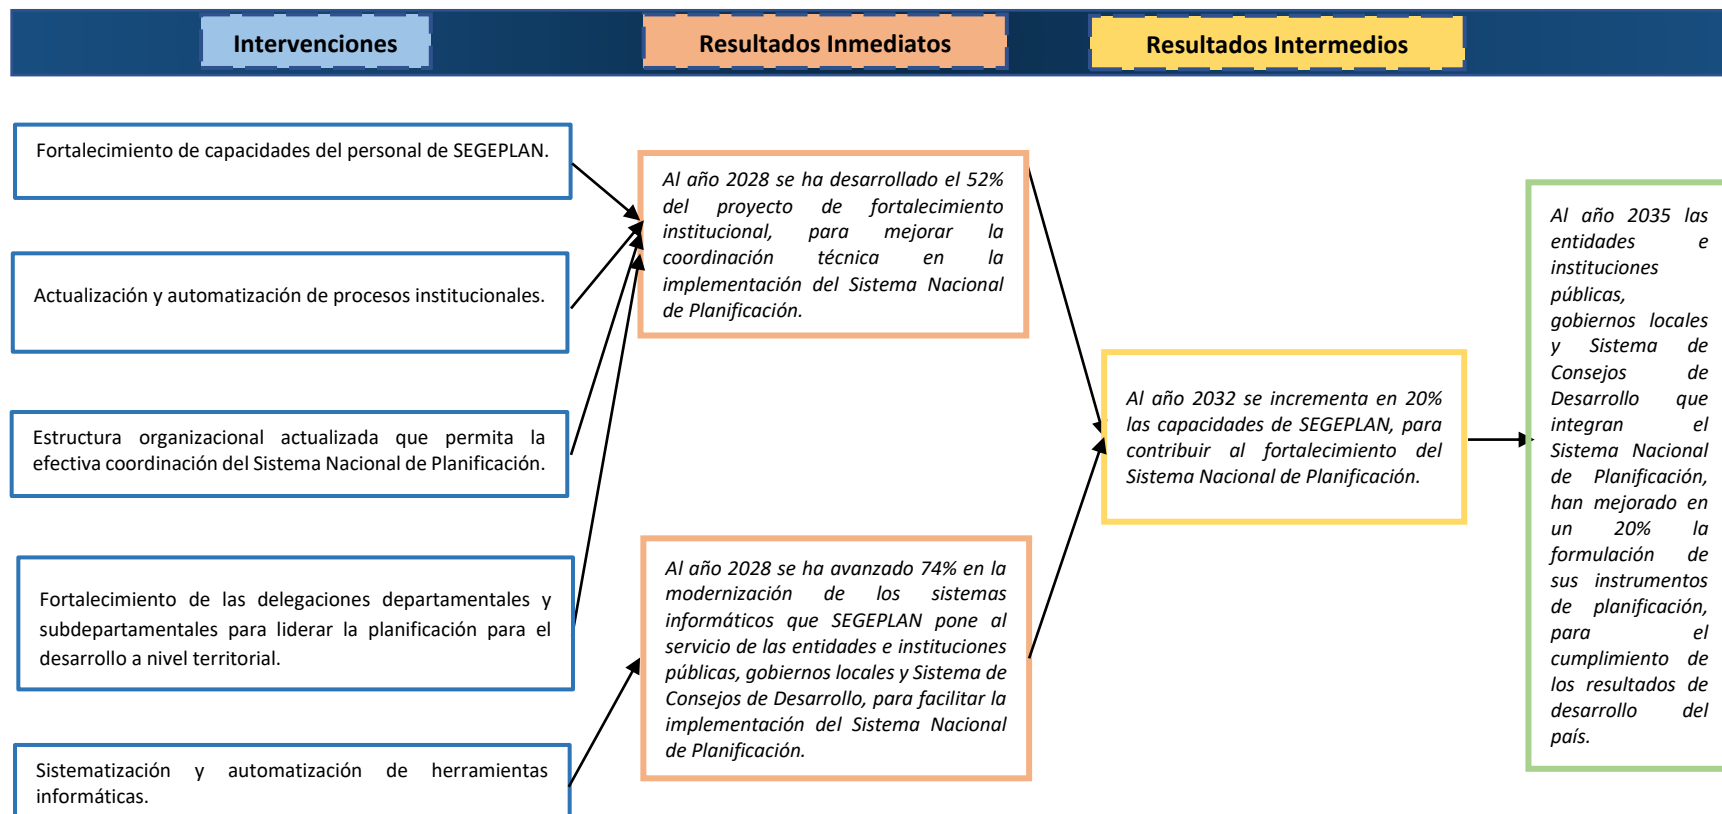 Intervenciones
Resultados Inmediatos
Resultados Intermedios
Fortalecimiento de capacidades del personal de SEGEPLAN.
Actualización y automatización de procesos institucionales.
Estructura organizacional actualizada que permita la
efectiva coordinación del Sistema Nacional de Planificación.
Fortalecimiento de las delegaciones departamentales y
subdepartamentales para liderar la planificación para el
desarrollo a nivel territorial.
Sistematización y automatización de herramientas
informáticas.
Al año 2028 se ha desarrollado el 52%
del proyecto de fortalecimiento
institucional, para mejorar la
coordinación técnica en la
implementación del Sistema Nacional
de Planificación.
Al año 2028 se ha avanzado 74% en la
modernización de los sistemas
informáticos que SEGEPLAN pone al
servicio de las entidades e instituciones
públicas, gobiernos locales y Sistema de
Consejos de Desarrollo, para facilitar la
implementación del Sistema Nacional
de Planificación.
Al año 2032 se incrementa en 20%
las capacidades de SEGEPLAN, para
contribuir al fortalecimiento del
Sistema Nacional de Planificación.
Al año 2035 las
entidades e
instituciones
públicas,
gobiernos locales
y Sistema de
Consejos de
Desarrollo que
integran el
Sistema Nacional
de Planificación,
han mejorado en
un 20% la
formulación de
sus instrumentos
de planificación,
para el
cumplimiento de
los resultados de
desarrollo del
país.